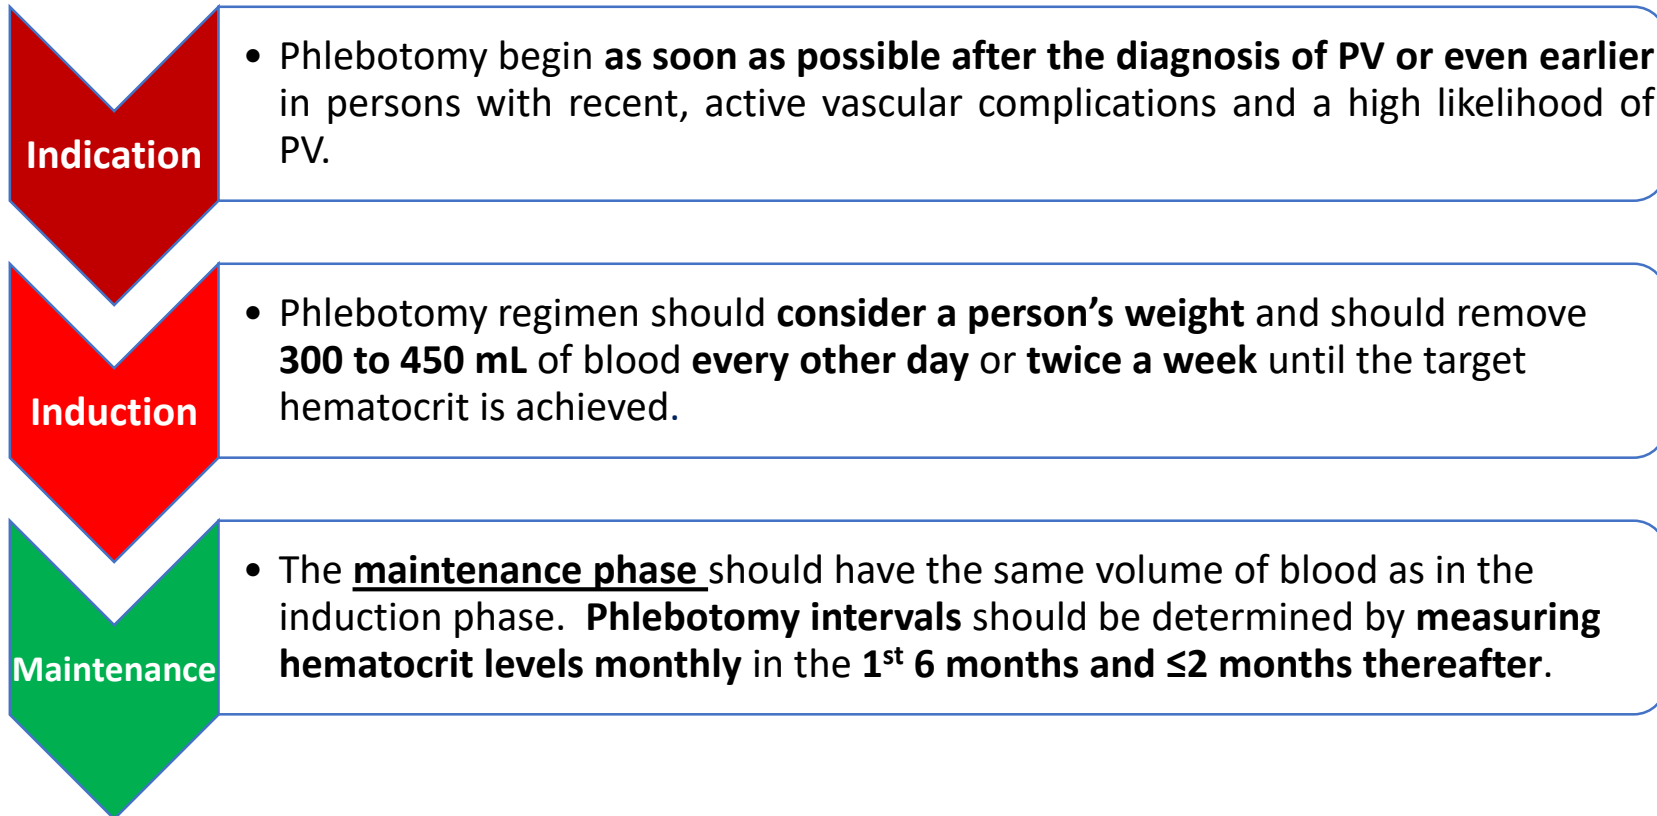 Indication
• Phlebotomy begin as soon as possible after the diagnosis of PV or even earlier
in persons with recent, active vascular complications and a high likelihood of
PV.
Induction
• Phlebotomy regimen should consider a person’s weight and should remove
300 to 450 mL of blood every other day or twice a week until the target
hematocrit is achieved.
Maintenance
• The maintenance phase should have the same volume of blood as in the
induction phase. Phlebotomy intervals should be determined by measuring
hematocrit levels monthly in the 1st 6 months and ≤2 months thereafter.